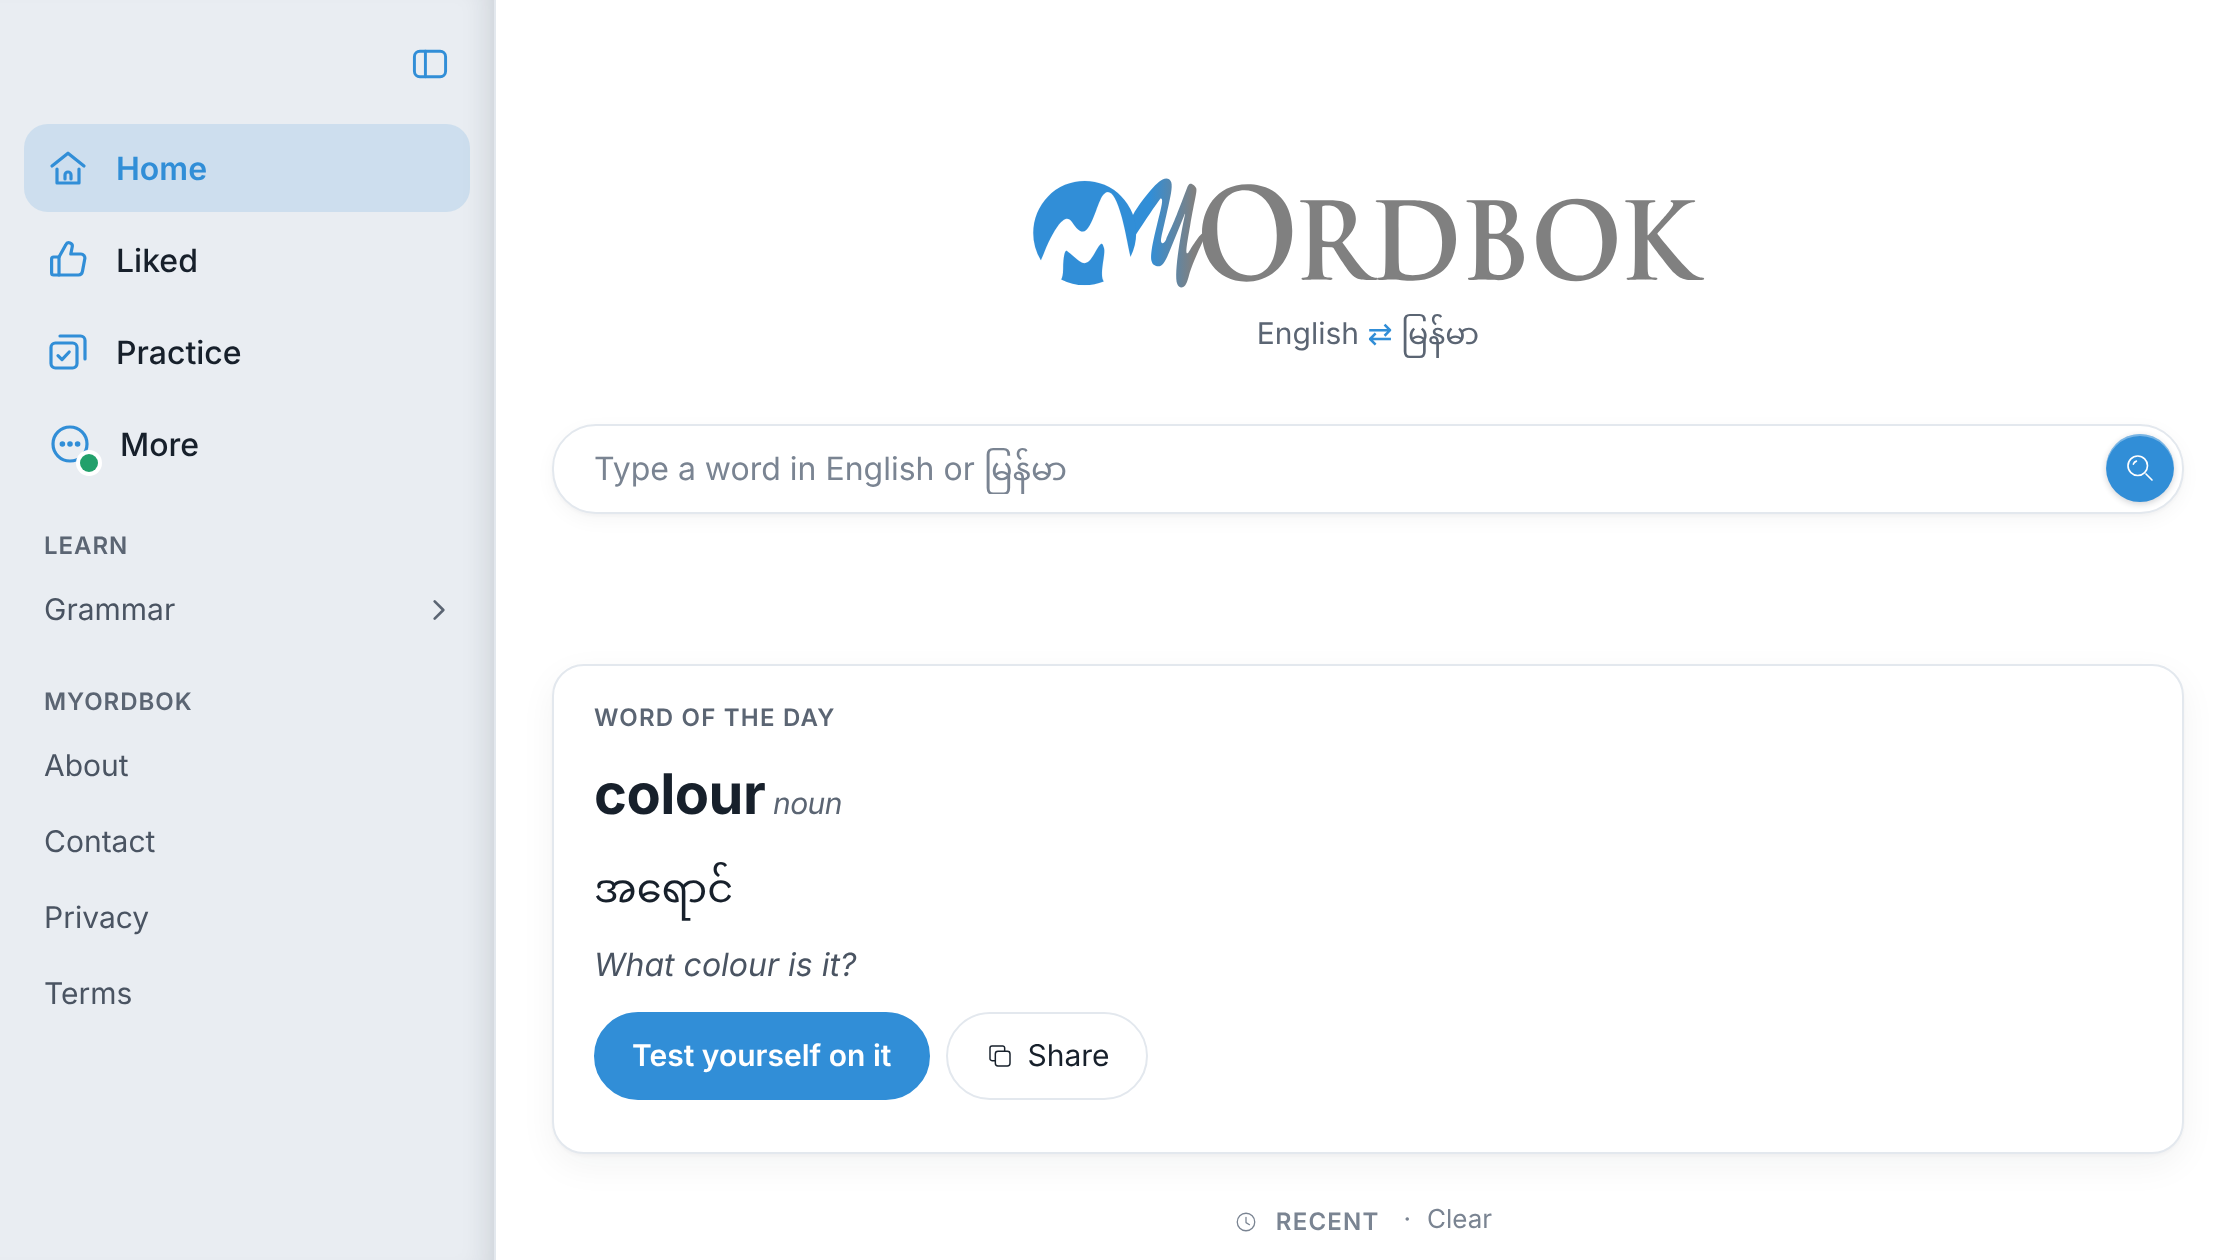 Home
Liked
Practice
More
LEARN
Grammar
MYORDBOK
About
Contact
Privacy
Terms
MyOrdbok
English ⇄ မြန်မာ
Type a word in English or မြန်မာ
WORD OF THE DAY
colour noun
အရောင်
What colour is it?
Test yourself on it
Share
RECENT · Clear